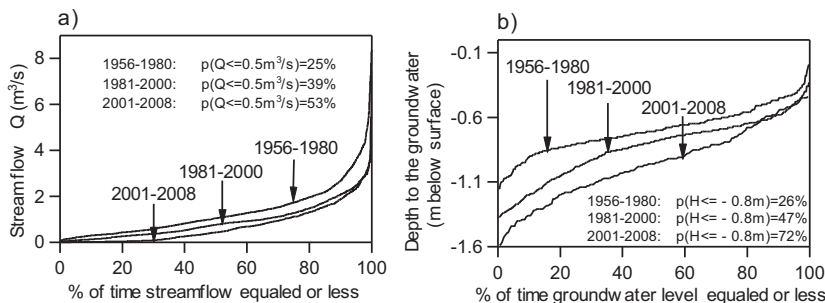 a)
Streamflow Q (m³/s)
8
6
4
2
0
1956-1980: p(Q<=0.5m³/s)=25%
1981-2000: p(Q<=0.5m³/s)=39%
2001-2008: p(Q<=0.5m³/s)=53%
1956-1980
1981-2000
2001-2008
0 20 40 60 80 100
% of time streamflow equaled or less
b)
Depth to the groundwater
(m below surface)
-0.1
-0.6
-1.1
-1.6
1956-1980
1981-2000
2001-2008
1956-1980: p(H<= - 0.8m)=26%
1981-2000: p(H<= - 0.8m)=47%
2001-2008: p(H<= - 0.8m)=72%
0 20 40 60 80 100
% of time groundwater level equaled or less